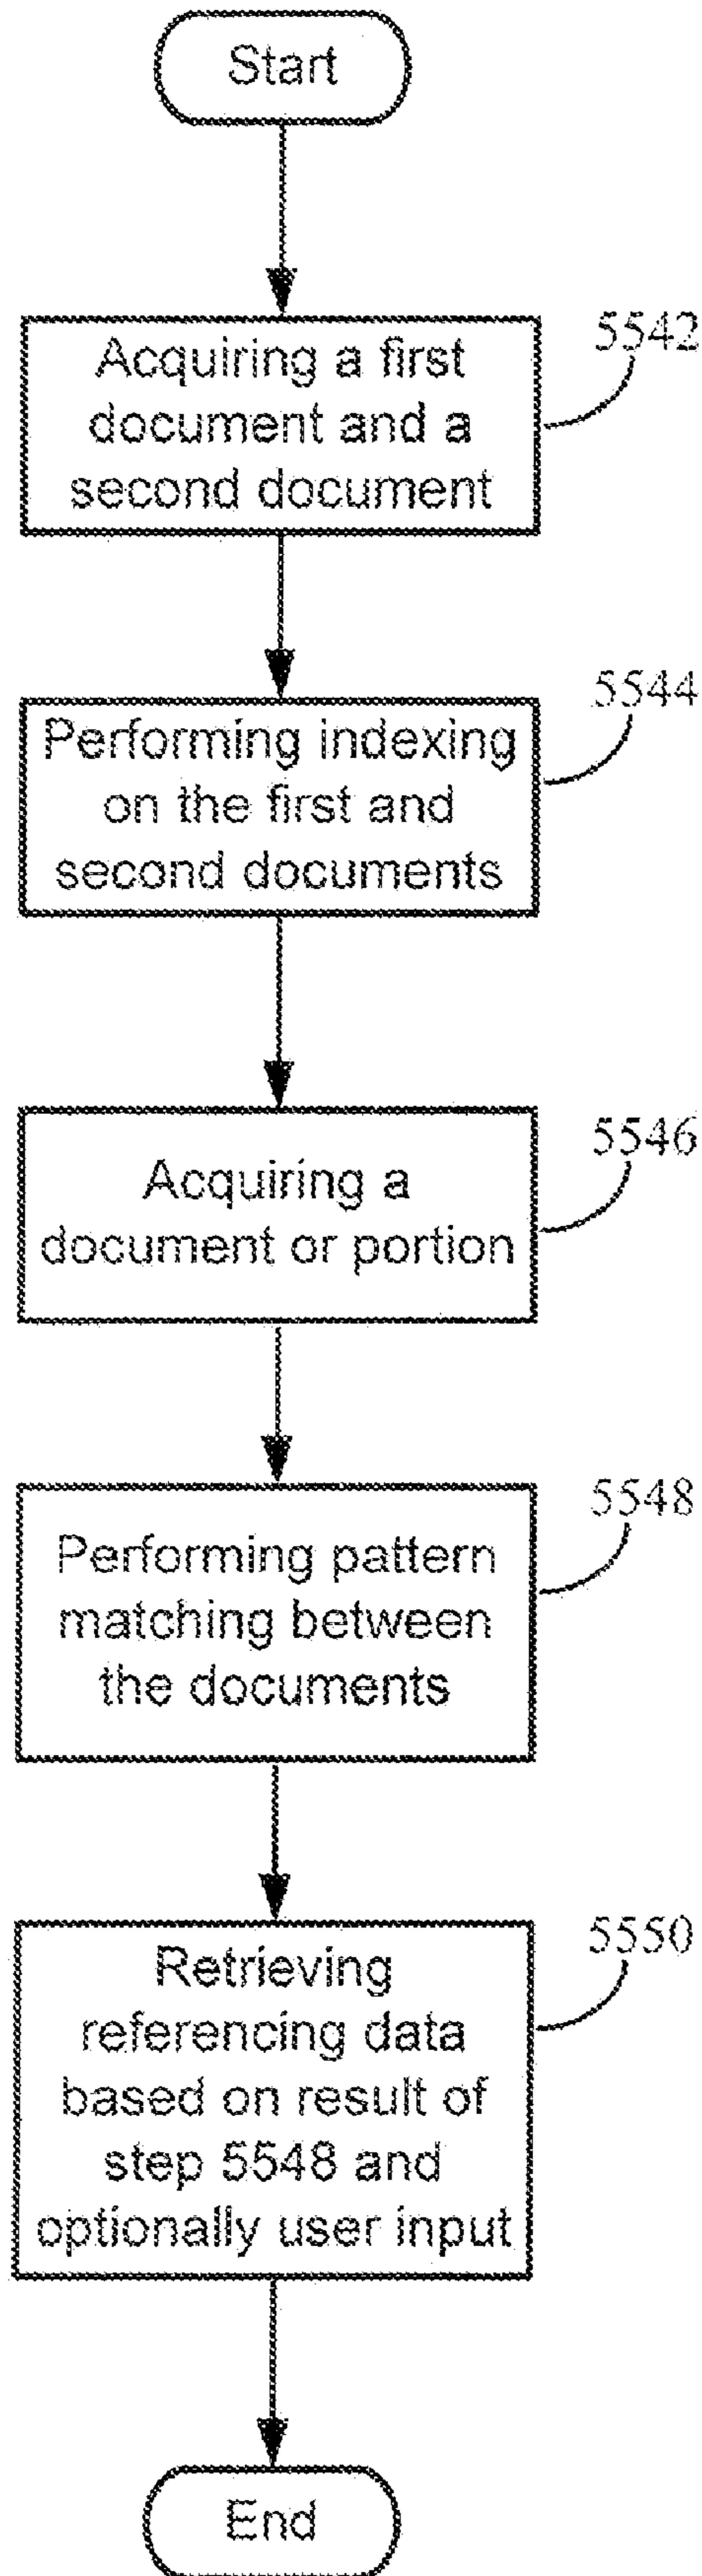 Start
5542
Acquiring a first
document and a
second document
5544
Performing indexing
on the first and
second documents
5546
Acquiring a
document or portion
5548
Performing pattern
matching between
the documents
5550
Retrieving
referencing data
based on result of
step 5548 and
optionally user input
End